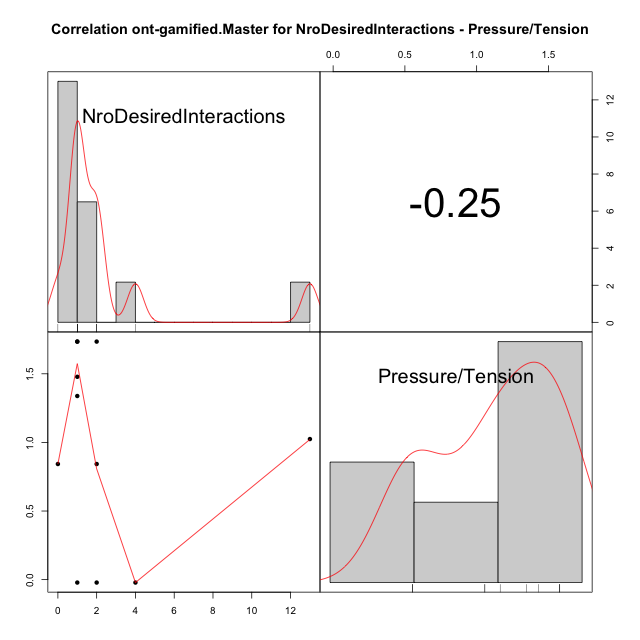 Correlation ont-gamified.Master for NroDesiredInteractions - Pressure/Tension
0.0 0.5 1.0 1.5
NroDesiredInteractions
-0.25
12
10
8
6
4
2
0
Pressure/Tension
1.5
1.0
0.5
0.0
0 2 4 6 8 10 12